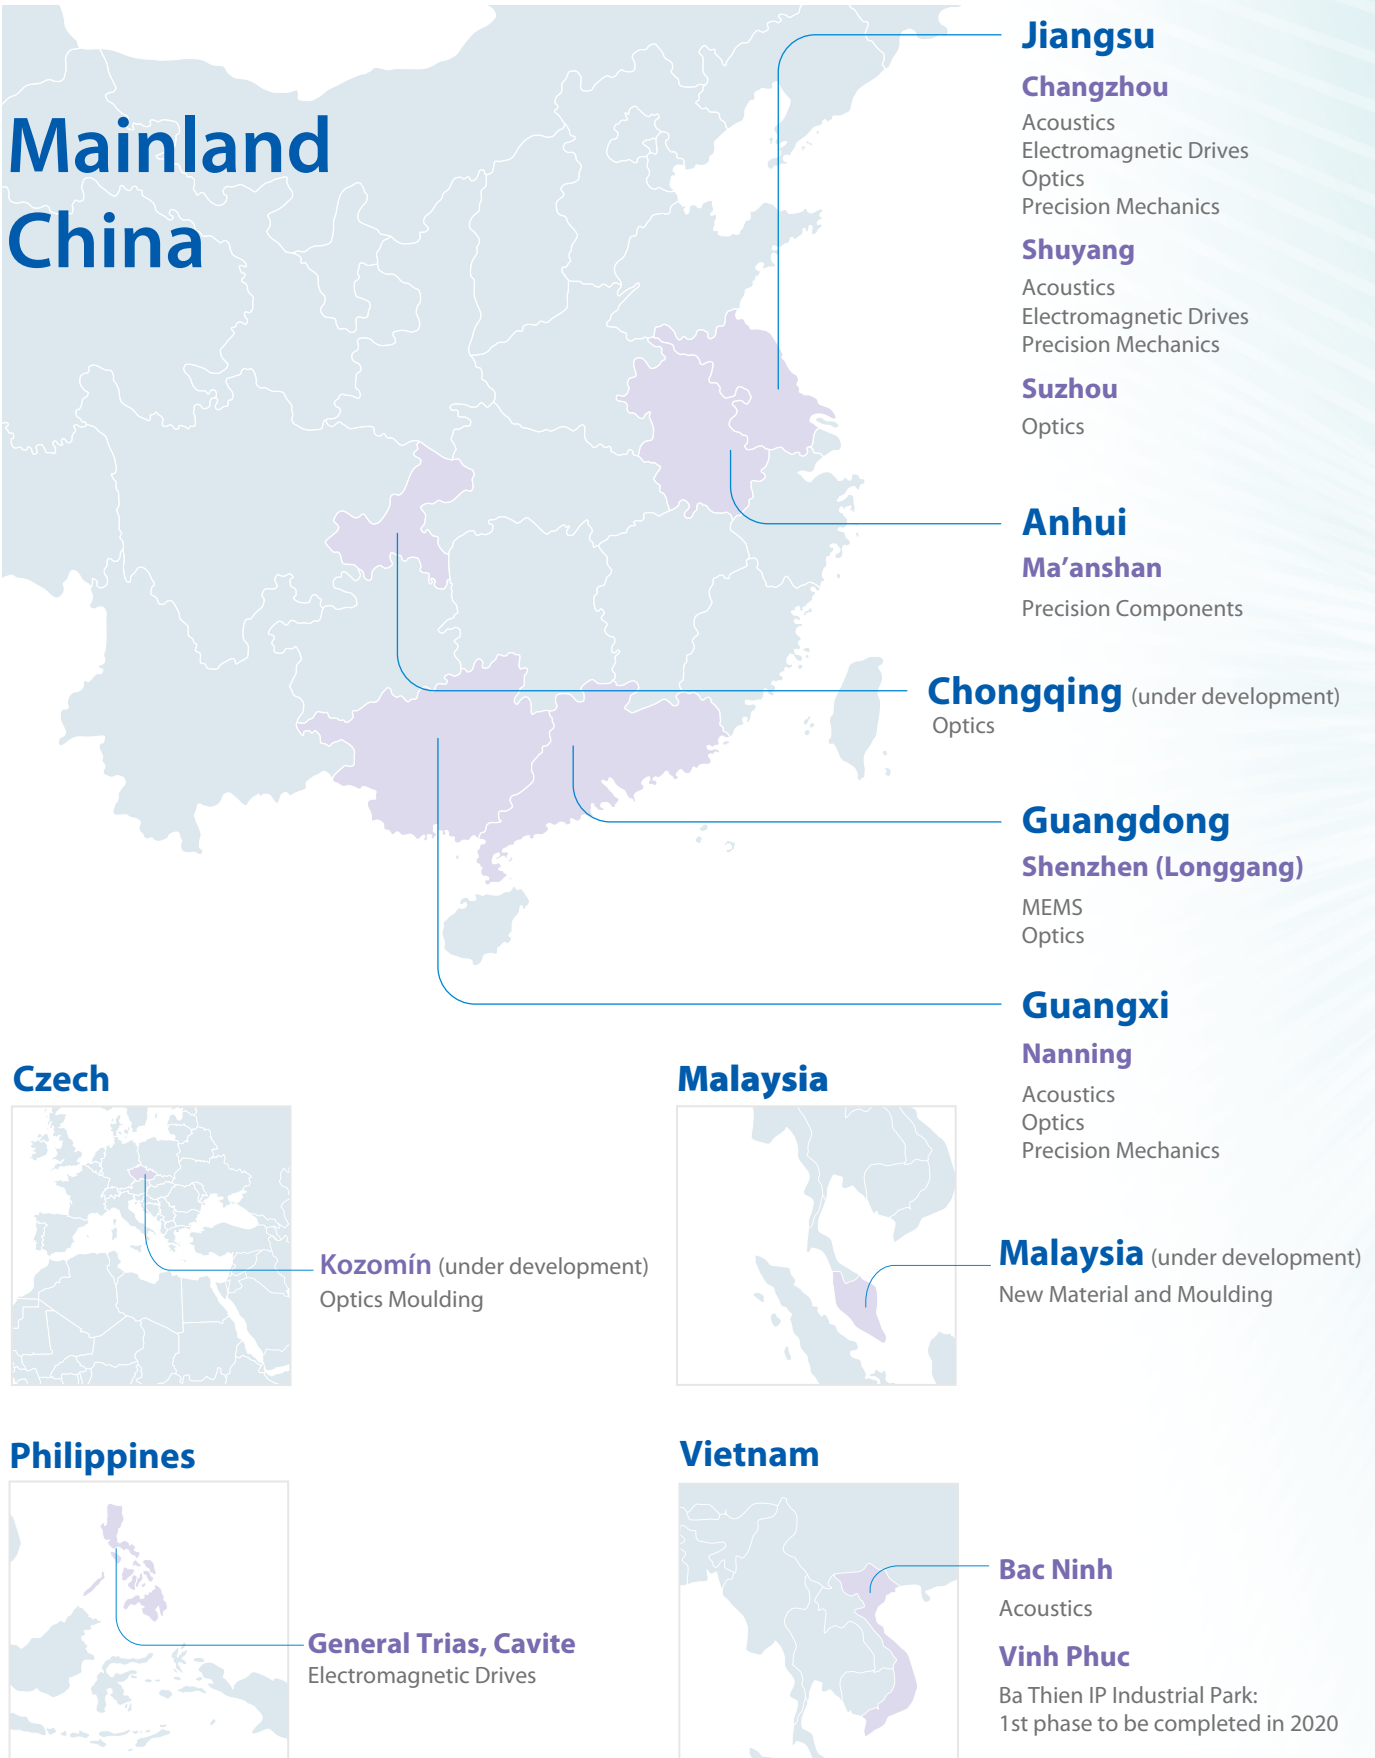 Mainland
China
Jiangsu
Changzhou
Acoustics
Electromagnetic Drives
Optics
Precision Mechanics
Shuyang
Acoustics
Electromagnetic Drives
Precision Mechanics
Suzhou
Optics
Anhui
Ma’anshan
Precision Components
Chongqing (under development)
Optics
Guangdong
Shenzhen (Longgang)
MEMS
Optics
Guangxi
Nanning
Acoustics
Optics
Precision Mechanics
Czech
Kozomín (under development)
Optics Moulding
Malaysia
Malaysia (under development)
New Material and Moulding
Philippines
General Trias, Cavite
Electromagnetic Drives
Vietnam
Bac Ninh
Acoustics
Vinh Phuc
Ba Thien IP Industrial Park:
1st phase to be completed in 2020